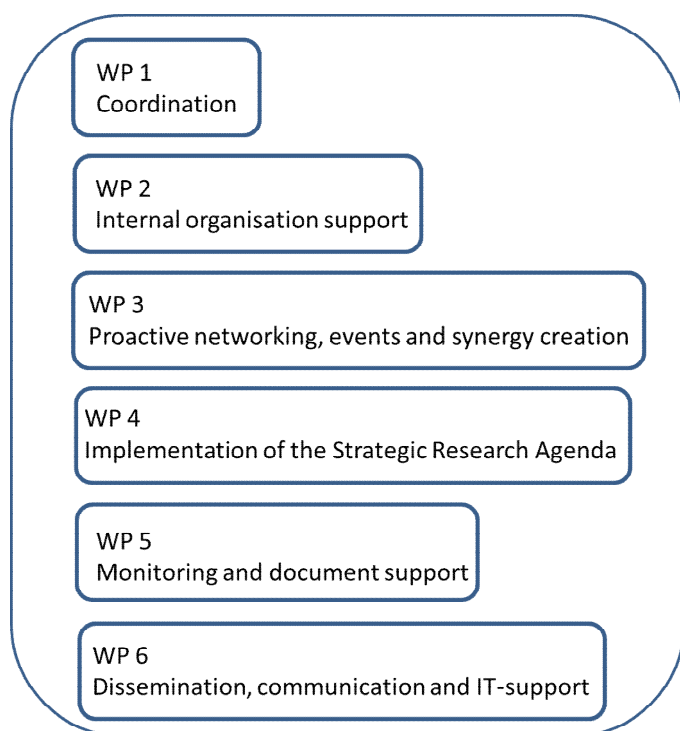 WP 1
Coordination
WP 2
Internal organisation support
WP 3
Proactive networking, events and synergy creation
WP 4
Implementation of the Strategic Research Agenda
WP 5
Monitoring and document support
WP 6
Dissemination, communication and IT-support